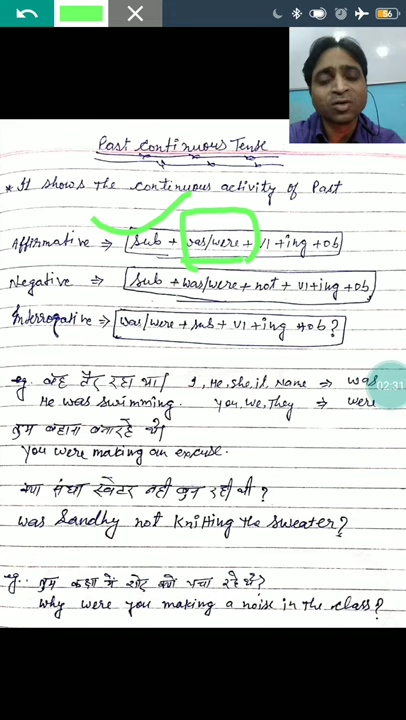 56
Past Continuous Tense
* It shows the continuous activity of Past
Affirmative ⇒ Sub + was/were + V1 + ing + Ob
Negative ⇒ Sub + was/were + not + V1 + ing + Ob
Interrogative ⇒ was/were + sub + V1 + ing + ob?
eg. वह तैर रहा था। I, He, She, it, Name ⇒ was
02:31
He was swimming. You, We, They ⇒ were
तुम बहाना बना रहे थे।
You were making an excuse.
क्या संध्या स्वेटर नहीं बुन रही थी ?
was Sandhy not Knitting the sweater?
eg.. तुम कक्षा में शोर क्यों मचा रहे थे?
Why were you making a noise in the class?